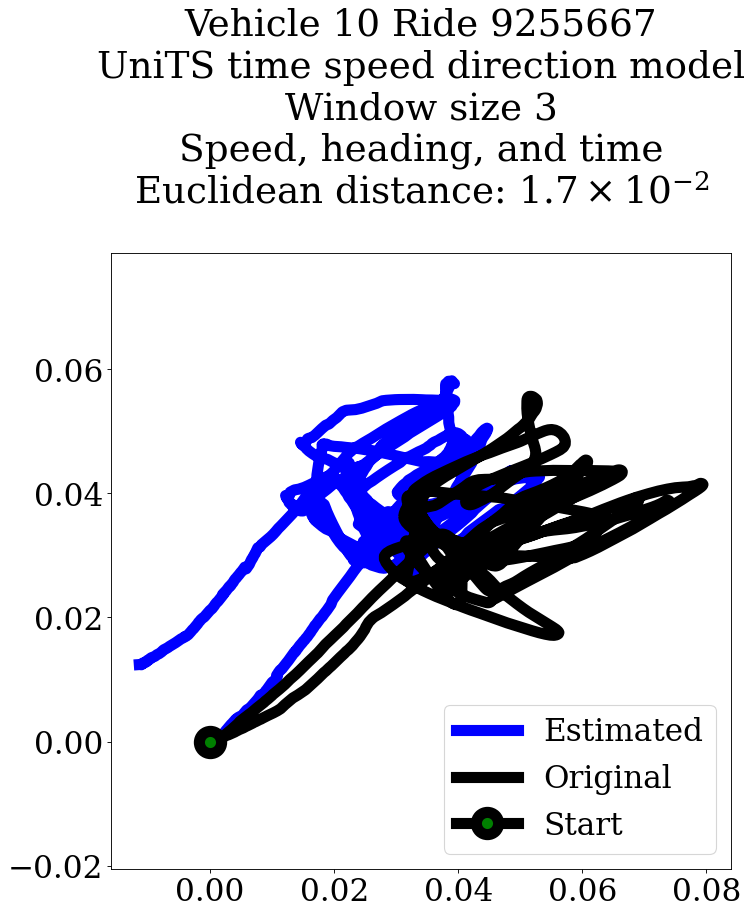 Vehicle 10 Ride 9255667
UniTS time speed direction model
Window size 3
Speed, heading, and time
Euclidean distance: 1.7 × 10⁻²
0.06
0.04
0.02
0.00
−0.02
Estimated
Original
Start
0.00 0.02 0.04 0.06 0.08